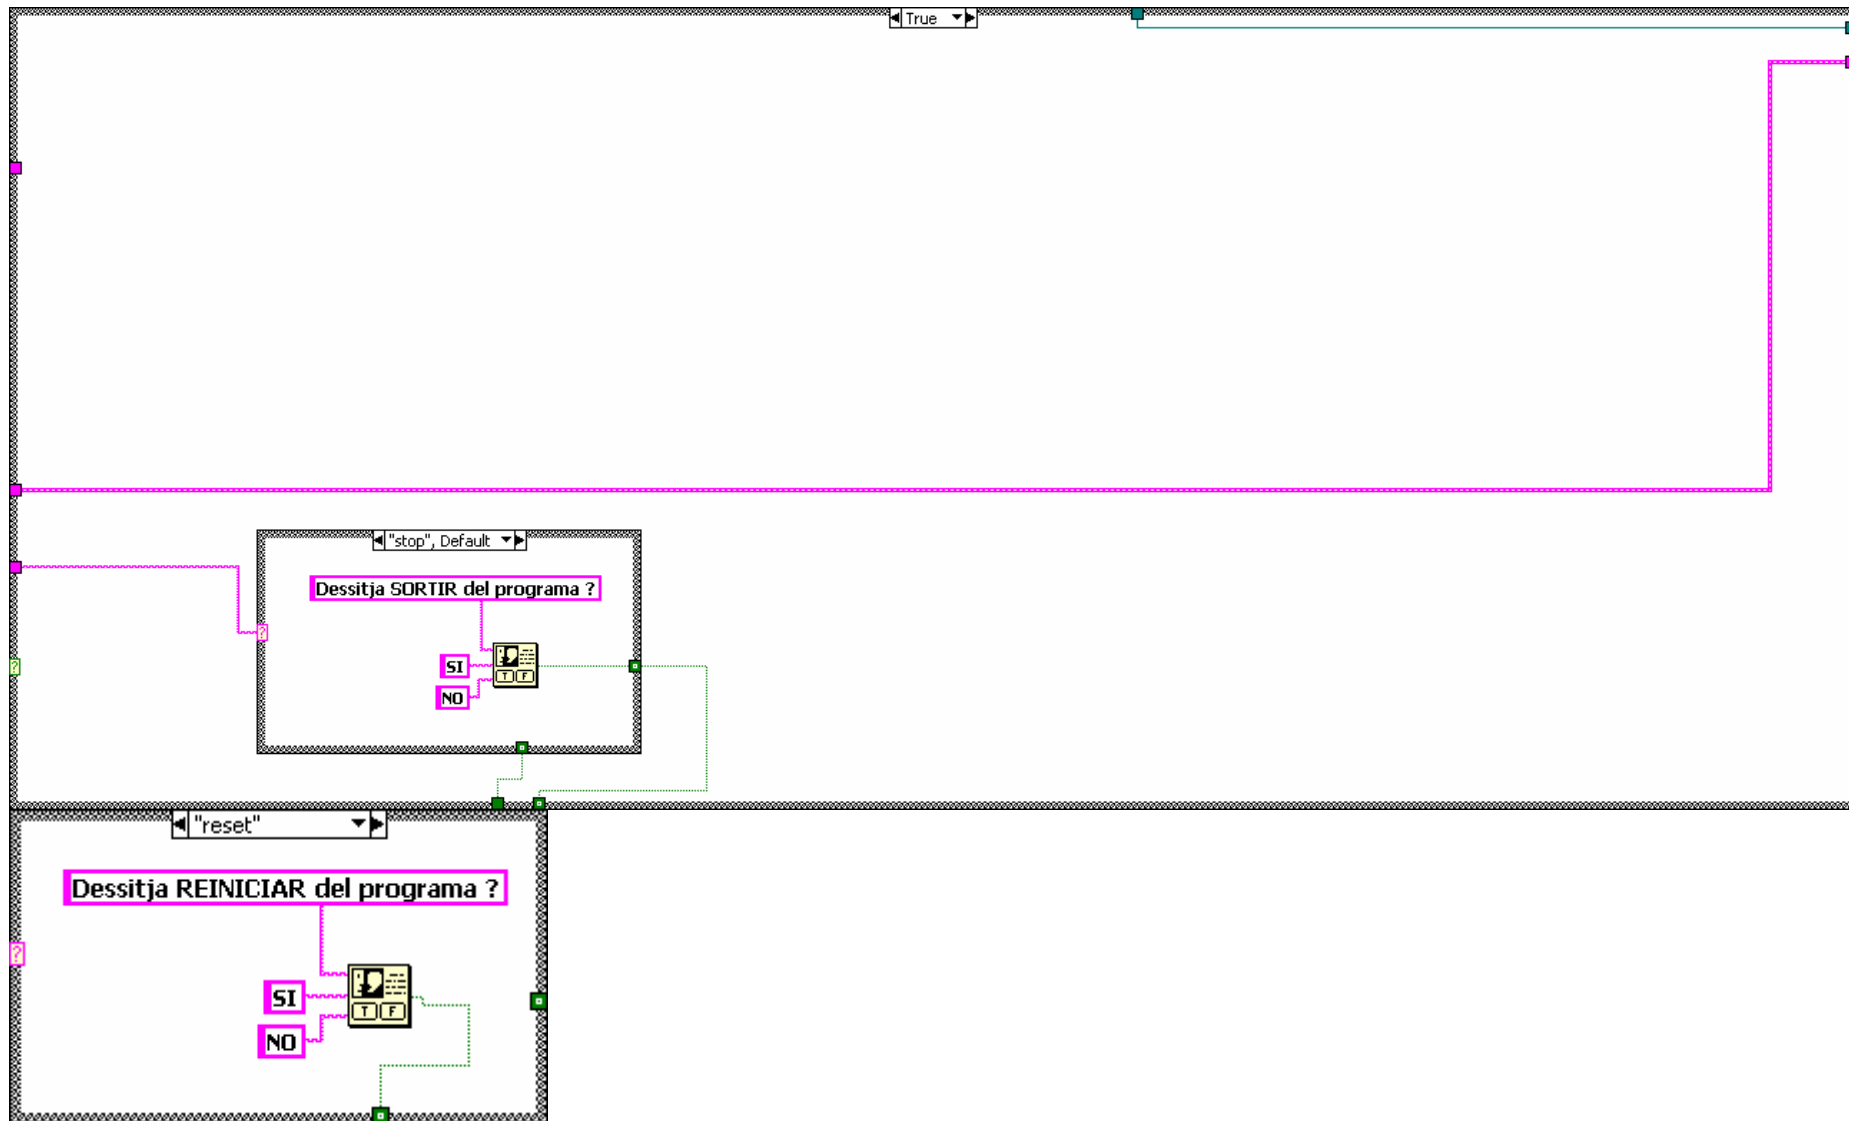 True
"stop", Default
Dessitja SORTIR del programa ?
SI
T F
NO
"reset"
Dessitja REINICIAR del programa ?
SI
T F
NO